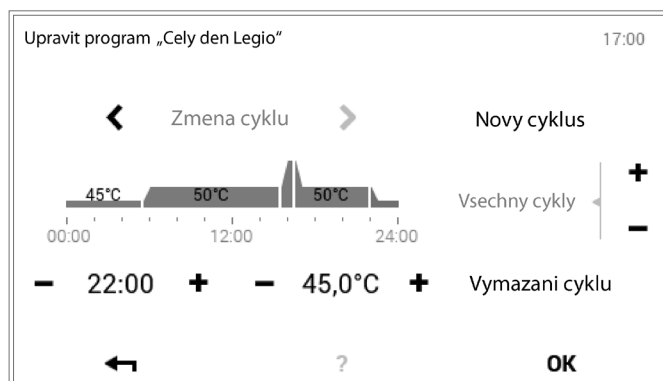 Upravit program „Cely den Legio“ 17:00
Zmena cyklu Novy cyklus
45°C 50°C 50°C Vsechny cykly
00:00 12:00 24:00
− 22:00 + − 45,0°C + Vymazani cyklu
? OK